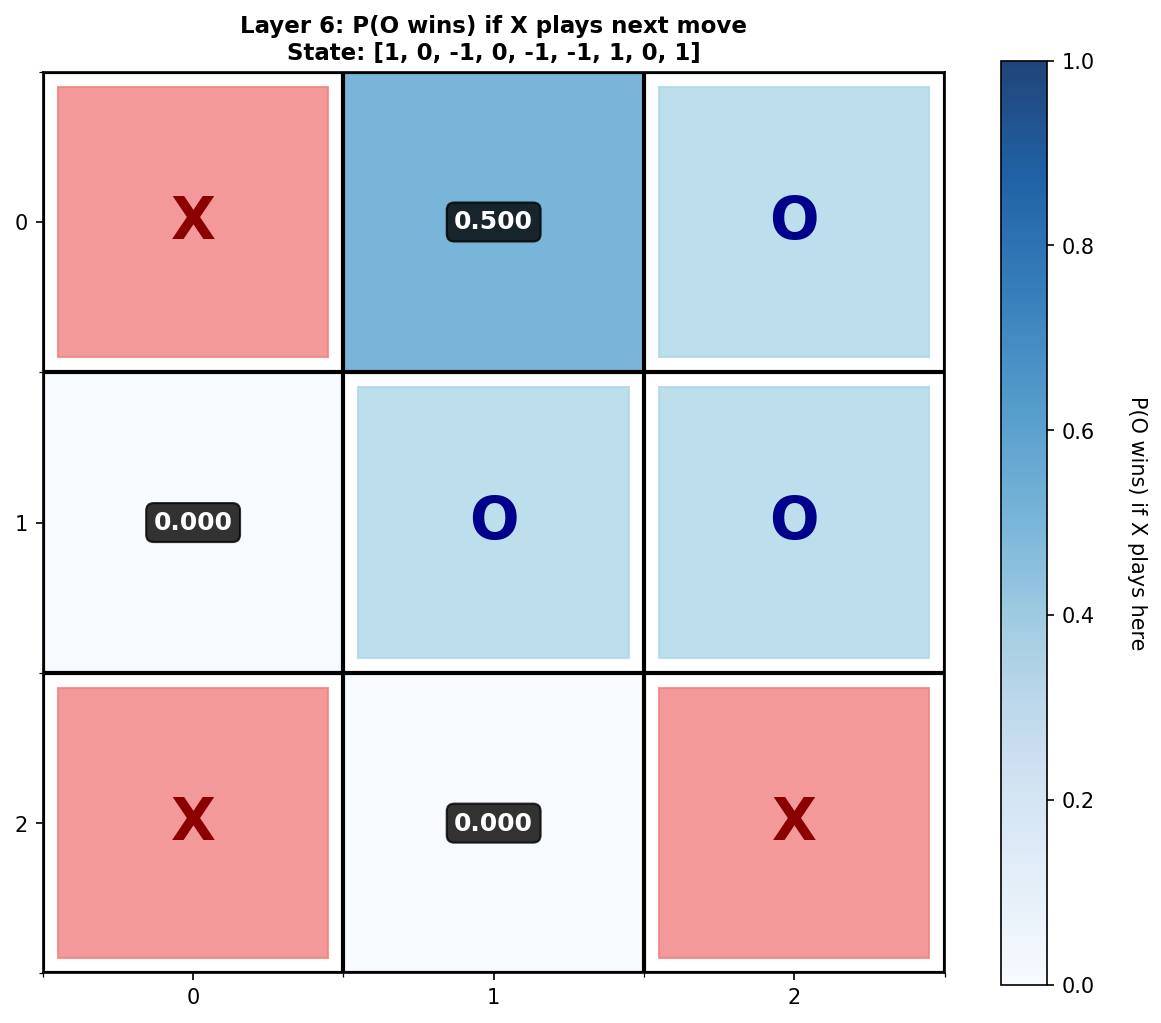 Layer 6: P(O wins) if X plays next move
State: [1, 0, -1, 0, -1, -1, 1, 0, 1]
0
X
0.500
O
1
0.000
O
O
2
X
0.000
X
0
1
2
1.0
0.8
0.6
0.4
0.2
0.0
P(O wins) if X plays here